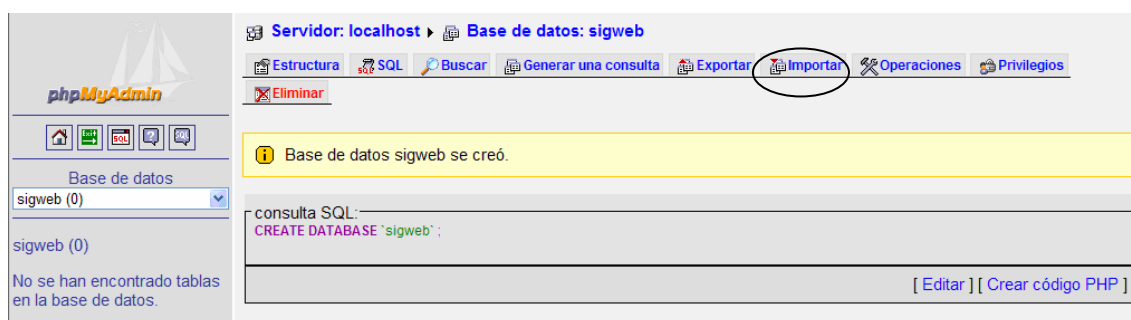 phpMyAdmin
Base de datos
sigweb (0)
sigweb (0)
No se han encontrado tablas
en la base de datos.
Servidor: localhost Base de datos: sigweb
Estructura SQL Buscar Generar una consulta Exportar Importar Operaciones Privilegios
Eliminar
Base de datos sigweb se creó.
consulta SQL:
CREATE DATABASE `sigweb` ;
[ Editar ] [ Crear código PHP ]